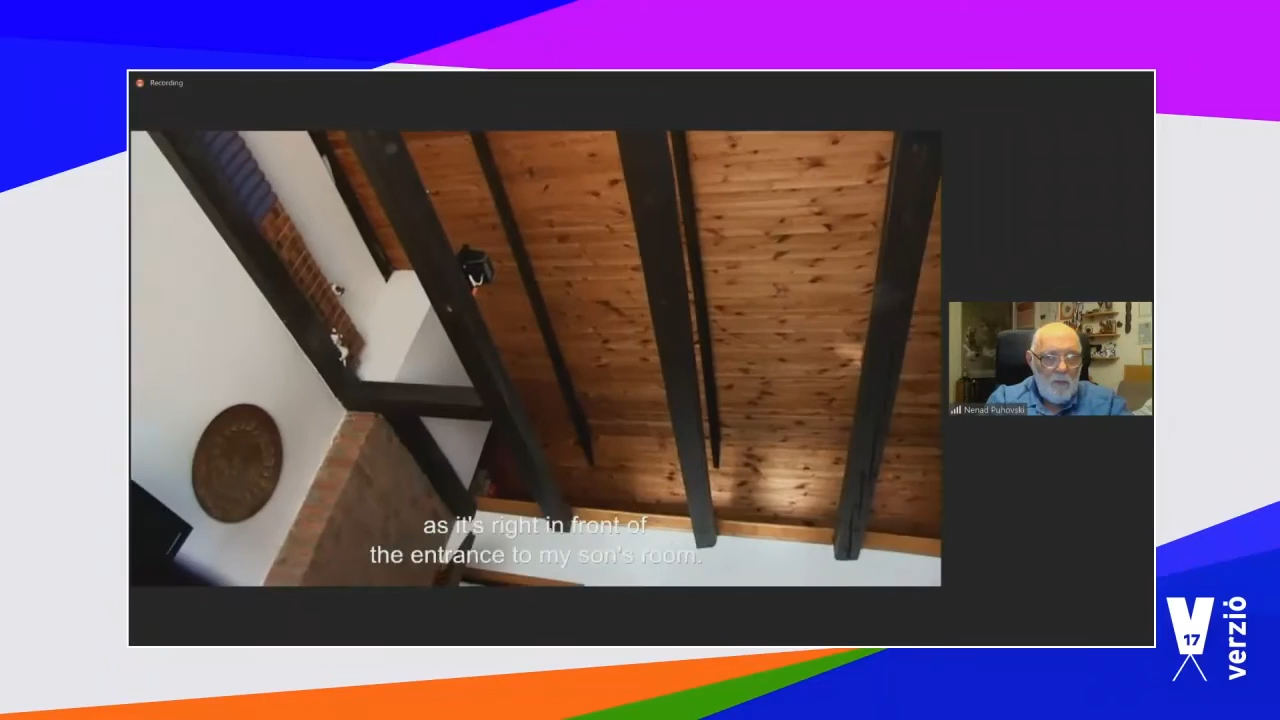 Recording
as it's right in front of
the entrance to my son's room.
Nenad Puhovski
17
verzió